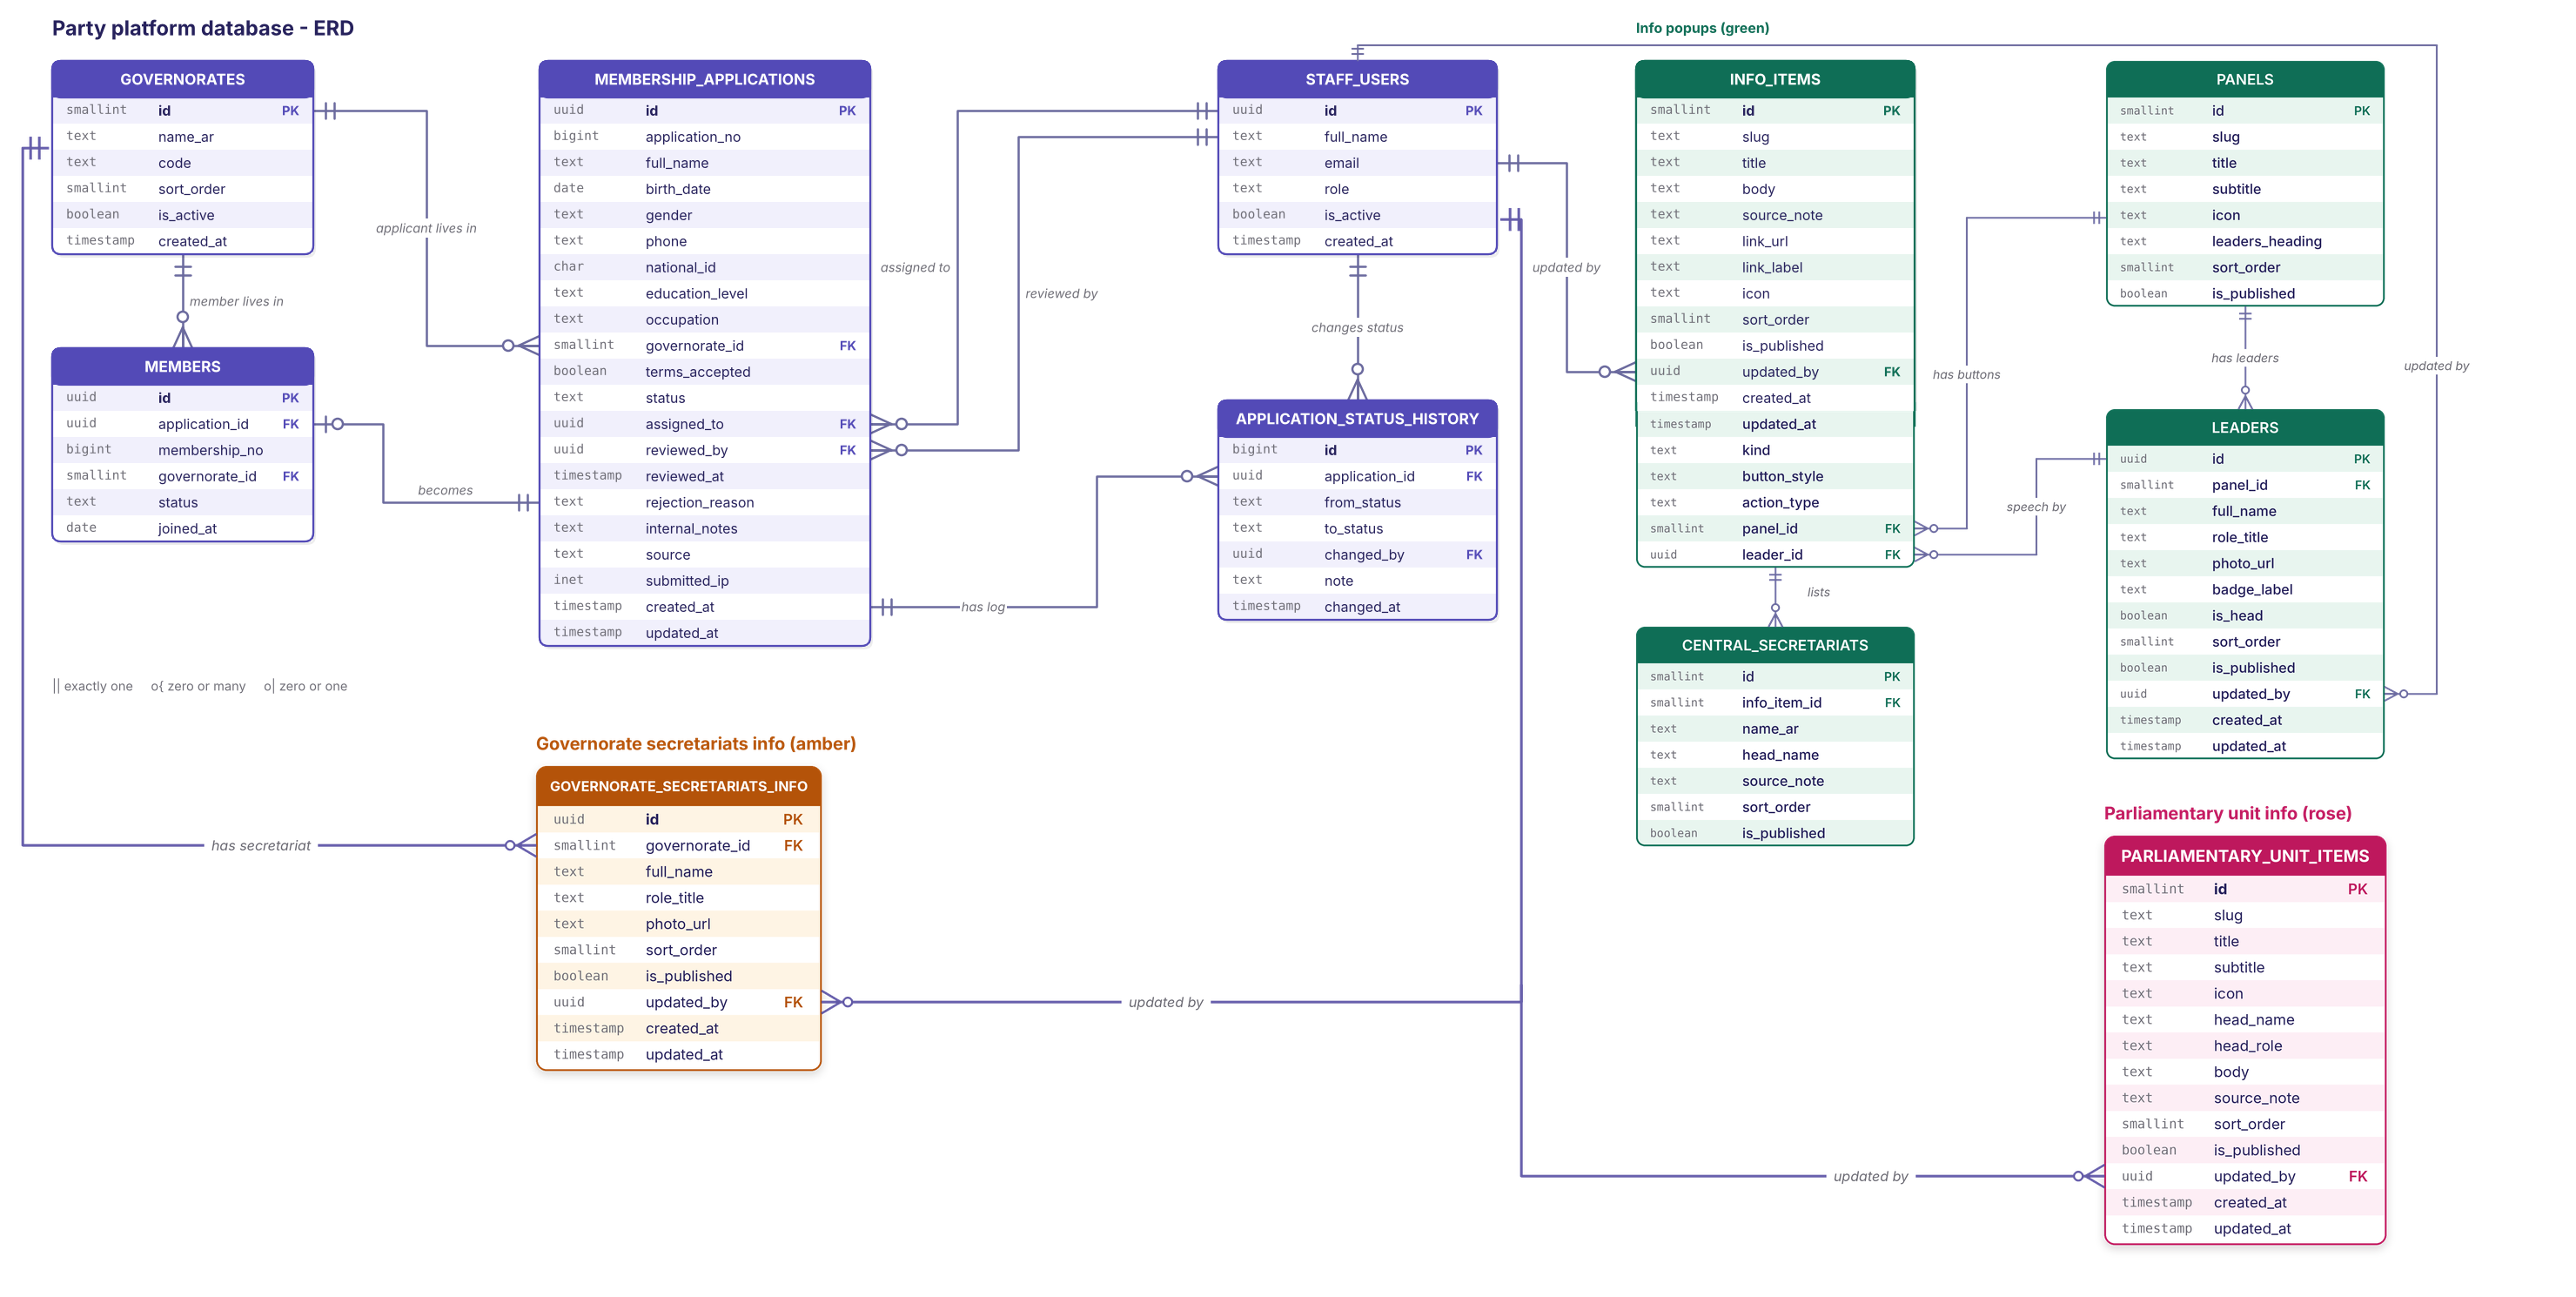 Party platform database - ERD
Info popups (green)
GOVERNORATES
smallint id PK
text name_ar
text code
smallint sort_order
boolean is_active
timestamp created_at
member lives in
applicant lives in
MEMBERS
uuid id PK
uuid application_id FK
bigint membership_no
smallint governorate_id FK
text status
date joined_at
becomes
MEMBERSHIP_APPLICATIONS
uuid id PK
bigint application_no
text full_name
date birth_date
text gender
text phone
char national_id
text education_level
text occupation
smallint governorate_id FK
boolean terms_accepted
text status
uuid assigned_to FK
uuid reviewed_by FK
timestamp reviewed_at
text rejection_reason
text internal_notes
text source
inet submitted_ip
timestamp created_at
timestamp updated_at
assigned to
reviewed by
has log
STAFF_USERS
uuid id PK
text full_name
text email
text role
boolean is_active
timestamp created_at
changes status
updated by
APPLICATION_STATUS_HISTORY
bigint id PK
uuid application_id FK
text from_status
text to_status
uuid changed_by FK
text note
timestamp changed_at
INFO_ITEMS
smallint id PK
text slug
text title
text body
text source_note
text link_url
text link_label
text icon
smallint sort_order
boolean is_published
uuid updated_by FK
timestamp created_at
timestamp updated_at
text kind
text button_style
text action_type
smallint panel_id FK
uuid leader_id FK
has buttons
speech by
lists
CENTRAL_SECRETARIATS
smallint id PK
smallint info_item_id FK
text name_ar
text head_name
text source_note
smallint sort_order
boolean is_published
PANELS
smallint id PK
text slug
text title
text subtitle
text icon
text leaders_heading
smallint sort_order
boolean is_published
has leaders
updated by
LEADERS
uuid id PK
smallint panel_id FK
text full_name
text role_title
text photo_url
text badge_label
boolean is_head
smallint sort_order
boolean is_published
uuid updated_by FK
timestamp created_at
timestamp updated_at
|| exactly one o{ zero or many o| zero or one
Governorate secretariats info (amber)
GOVERNORATE_SECRETARIATS_INFO
uuid id PK
smallint governorate_id FK
text full_name
text role_title
text photo_url
smallint sort_order
boolean is_published
uuid updated_by FK
timestamp created_at
timestamp updated_at
has secretariat
updated by
Parliamentary unit info (rose)
PARLIAMENTARY_UNIT_ITEMS
smallint id PK
text slug
text title
text subtitle
text icon
text head_name
text head_role
text body
text source_note
smallint sort_order
boolean is_published
uuid updated_by FK
timestamp created_at
timestamp updated_at
updated by